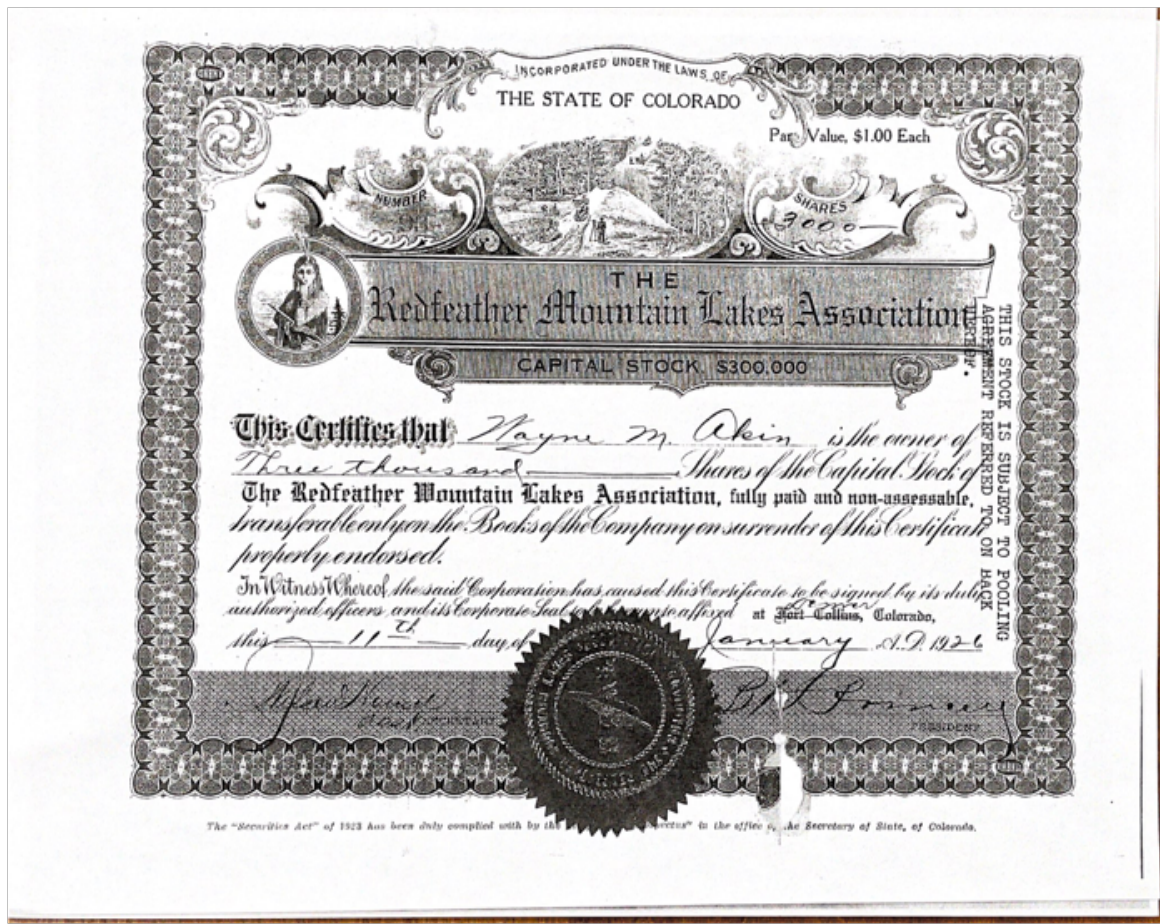 INCORPORATED UNDER THE LAWS OF
THE STATE OF COLORADO
Par Value, $1.00 Each
NUMBER
SHARES
3000
THE
Redfeather Mountain Lakes Association
CAPITAL STOCK, $300,000
THIS STOCK IS SUBJECT TO POOLING
AGREEMENT REFERRED TO ON BACK
HEREOF.
This Certifies that Wayne M. Akin is the owner of
Three thousand Shares of the Capital Stock of
The Redfeather Mountain Lakes Association, fully paid and non-assessable,
transferable only on the Books of the Company on surrender of this Certificate
properly endorsed.
In Witness Whereof, the said Corporation has caused this Certificate to be signed by its duly
authorized officers and its Corporate Seal to be hereunto affixed at Denver Fort Collins, Colorado,
this 11th day of January A.D. 1926
SECRETARY
PRESIDENT
The "Securities Act" of 1923 has been duly complied with by the in the office of the Secretary of State, of Colorado.